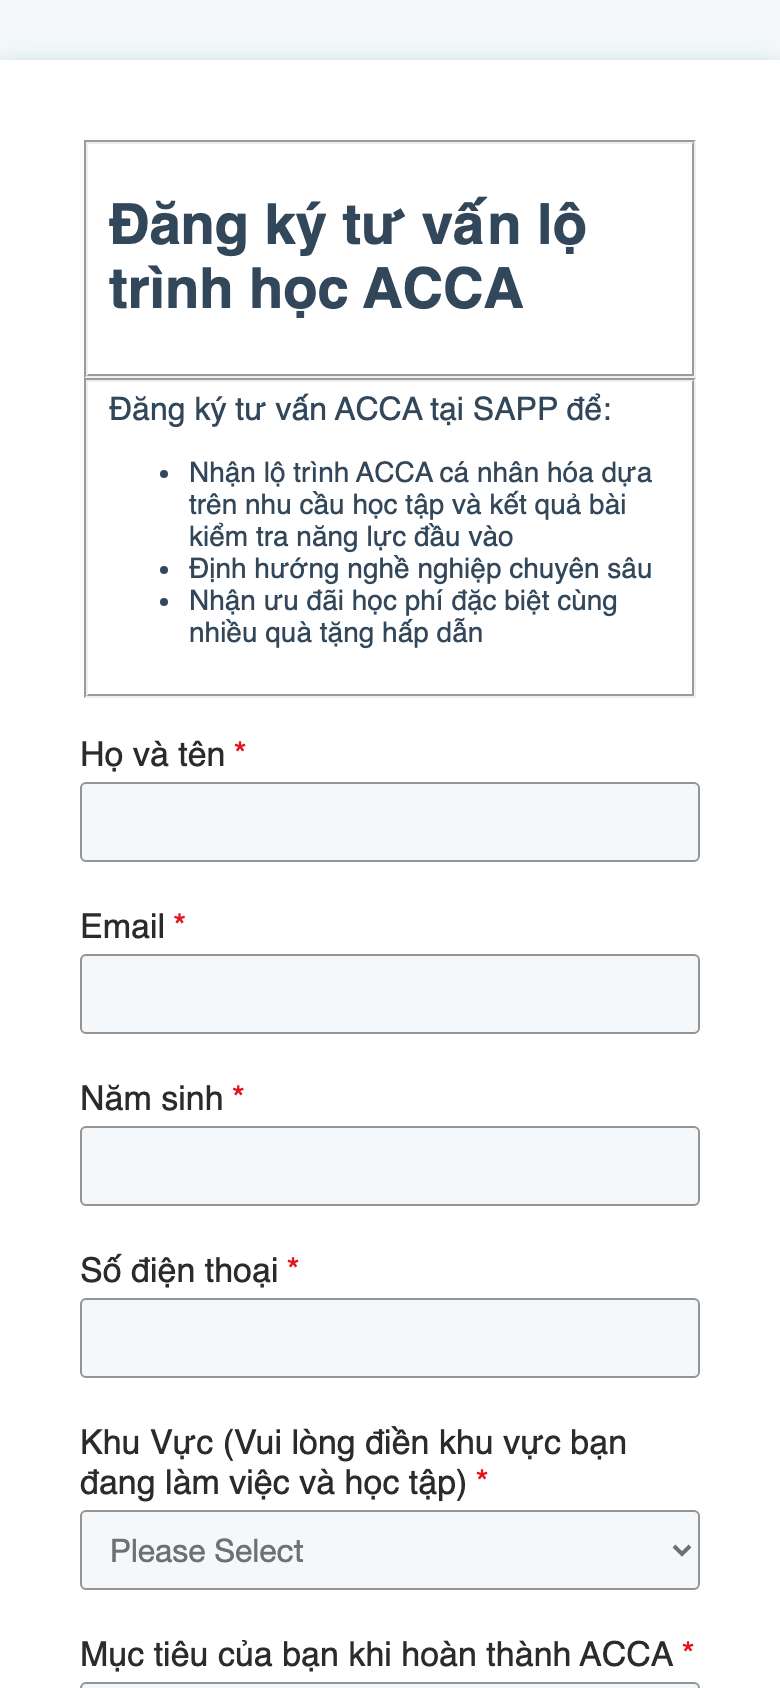 Đăng ký tư vấn lộ
trình học ACCA
Đăng ký tư vấn ACCA tại SAPP để:
• Nhận lộ trình ACCA cá nhân hóa dựa
trên nhu cầu học tập và kết quả bài
kiểm tra năng lực đầu vào
• Định hướng nghề nghiệp chuyên sâu
• Nhận ưu đãi học phí đặc biệt cùng
nhiều quà tặng hấp dẫn
Họ và tên *
Email *
Năm sinh *
Số điện thoại *
Khu Vực (Vui lòng điền khu vực bạn
đang làm việc và học tập) *
Please Select
Mục tiêu của bạn khi hoàn thành ACCA *